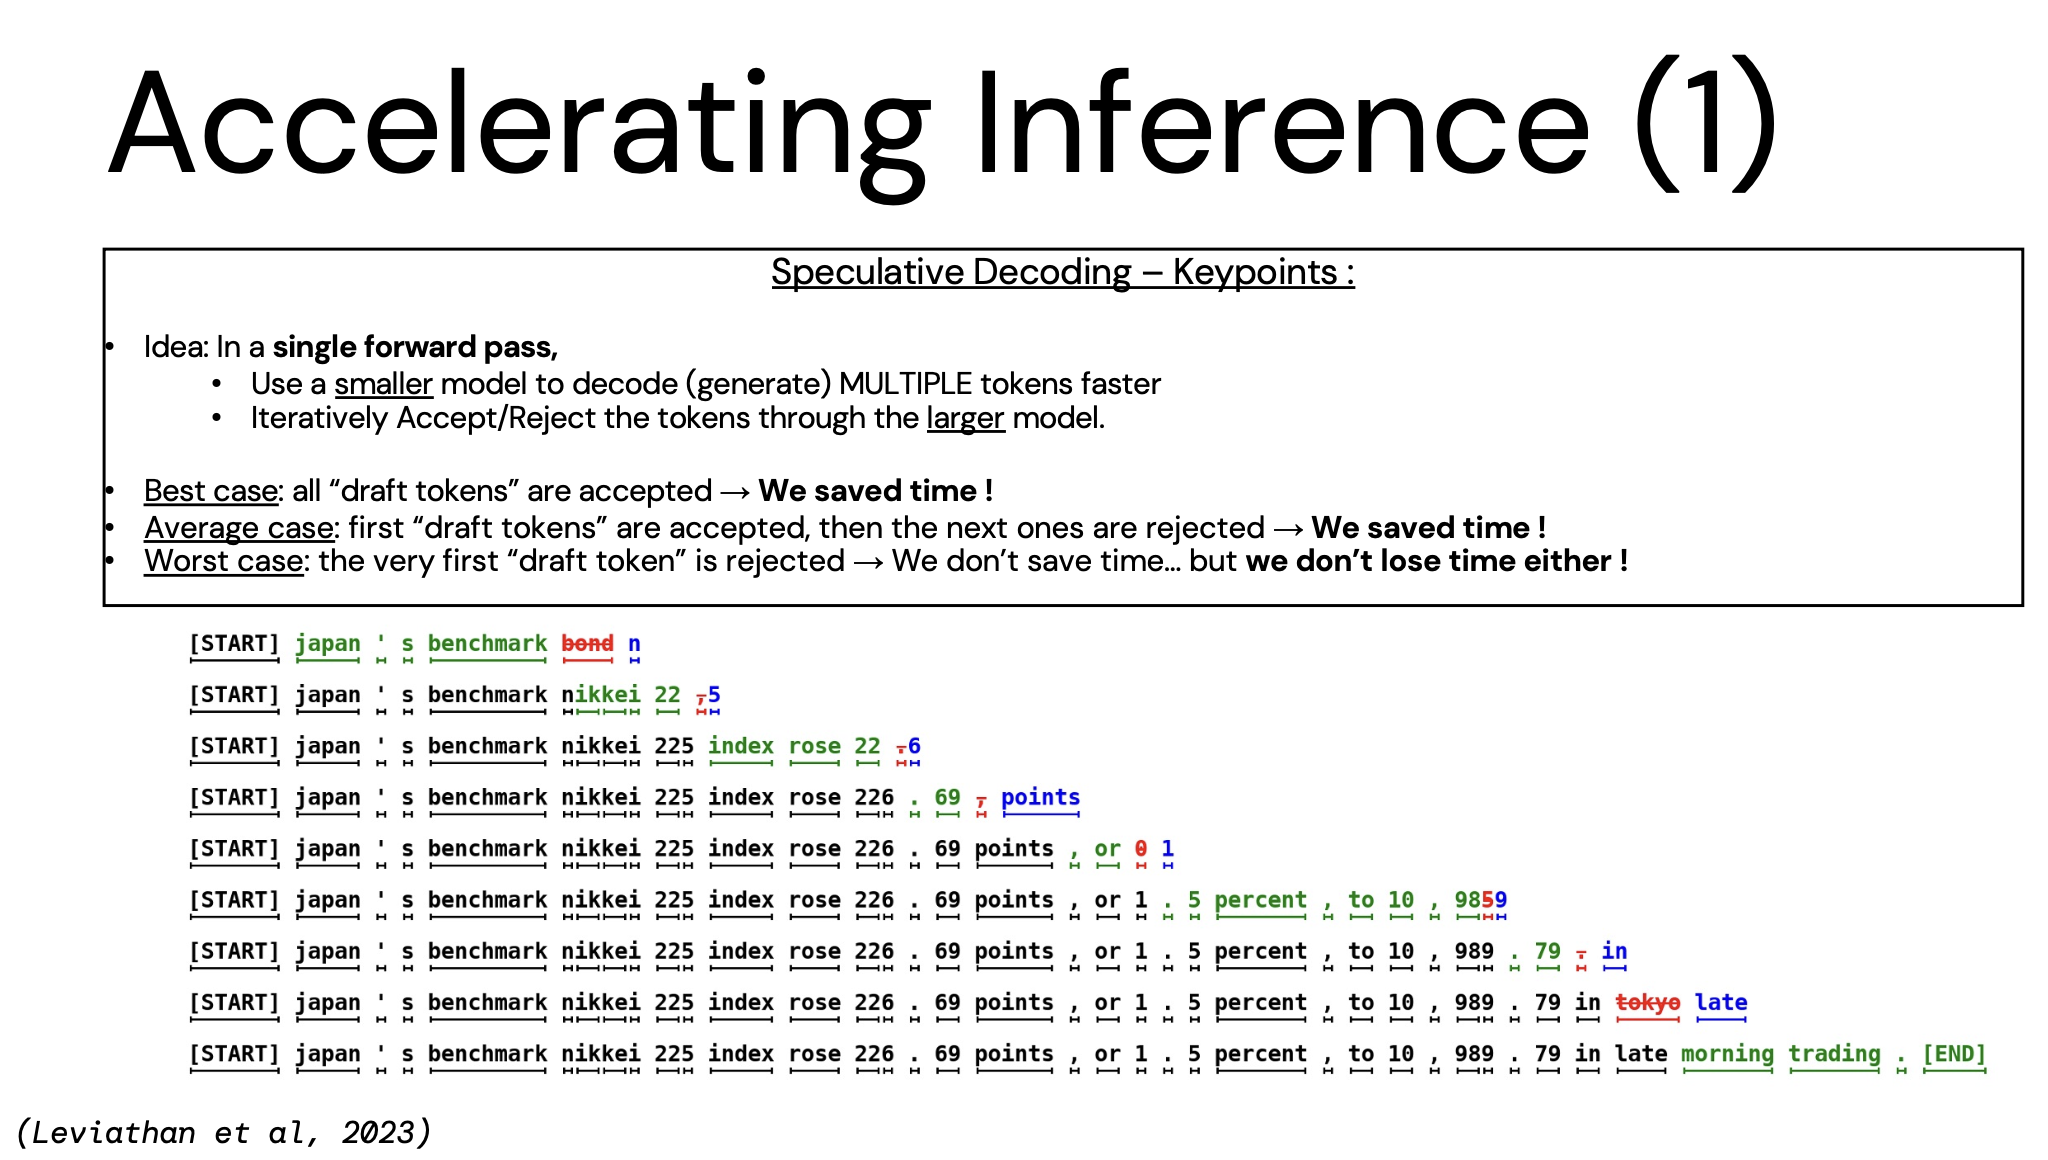 Accelerating Inference (1)
Speculative Decoding – Keypoints :
• Idea: In a single forward pass,
• Use a smaller model to decode (generate) MULTIPLE tokens faster
• Iteratively Accept/Reject the tokens through the larger model.
• Best case: all “draft tokens” are accepted → We saved time !
• Average case: first “draft tokens” are accepted, then the next ones are rejected → We saved time !
• Worst case: the very first “draft token” is rejected → We don’t save time... but we don’t lose time either !
[START] japan ' s benchmark bond n
[START] japan ' s benchmark nikkei 22 ,5
[START] japan ' s benchmark nikkei 225 index rose 22 .6
[START] japan ' s benchmark nikkei 225 index rose 226 . 69 , points
[START] japan ' s benchmark nikkei 225 index rose 226 . 69 points , or 0 1
[START] japan ' s benchmark nikkei 225 index rose 226 . 69 points , or 1 . 5 percent , to 10 , 9859
[START] japan ' s benchmark nikkei 225 index rose 226 . 69 points , or 1 . 5 percent , to 10 , 989 . 79 . in
[START] japan ' s benchmark nikkei 225 index rose 226 . 69 points , or 1 . 5 percent , to 10 , 989 . 79 in tokyo late
[START] japan ' s benchmark nikkei 225 index rose 226 . 69 points , or 1 . 5 percent , to 10 , 989 . 79 in late morning trading . [END]
(Leviathan et al, 2023)